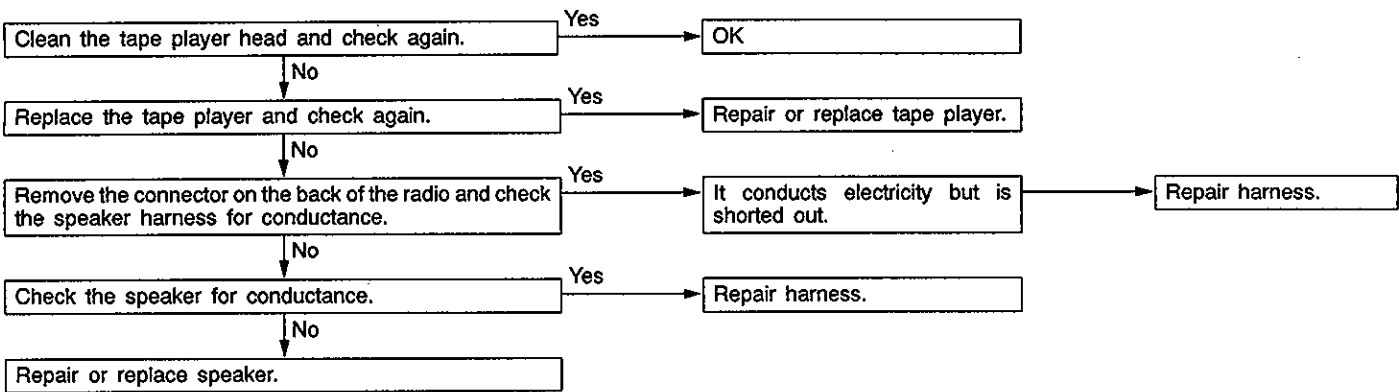 Clean the tape player head and check again.
Yes
OK
No
Replace the tape player and check again.
Yes
Repair or replace tape player.
No
Remove the connector on the back of the radio and check
the speaker harness for conductance.
Yes
It conducts electricity but is
shorted out.
Repair harness.
No
Check the speaker for conductance.
Yes
Repair harness.
No
Repair or replace speaker.